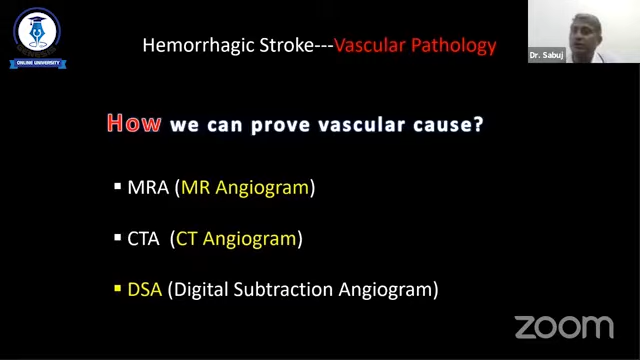 ONLINE UNIVERSITY
Hemorrhagic Stroke---Vascular Pathology
Dr. Sabuj
How we can prove vascular cause?
▪ MRA (MR Angiogram)
▪ CTA (CT Angiogram)
▪ DSA (Digital Subtraction Angiogram)
zoom